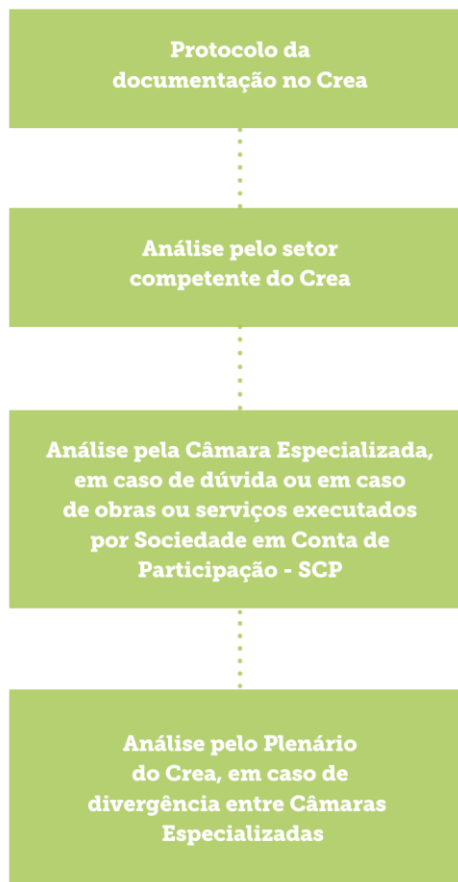 Protocolo da
documentação no Crea
Análise pelo setor
competente do Crea
Análise pela Câmara Especializada,
em caso de dúvida ou em caso
de obras ou serviços executados
por Sociedade em Conta de
Participação - SCP
Análise pelo Plenário
do Crea, em caso de
divergência entre Câmaras
Especializadas